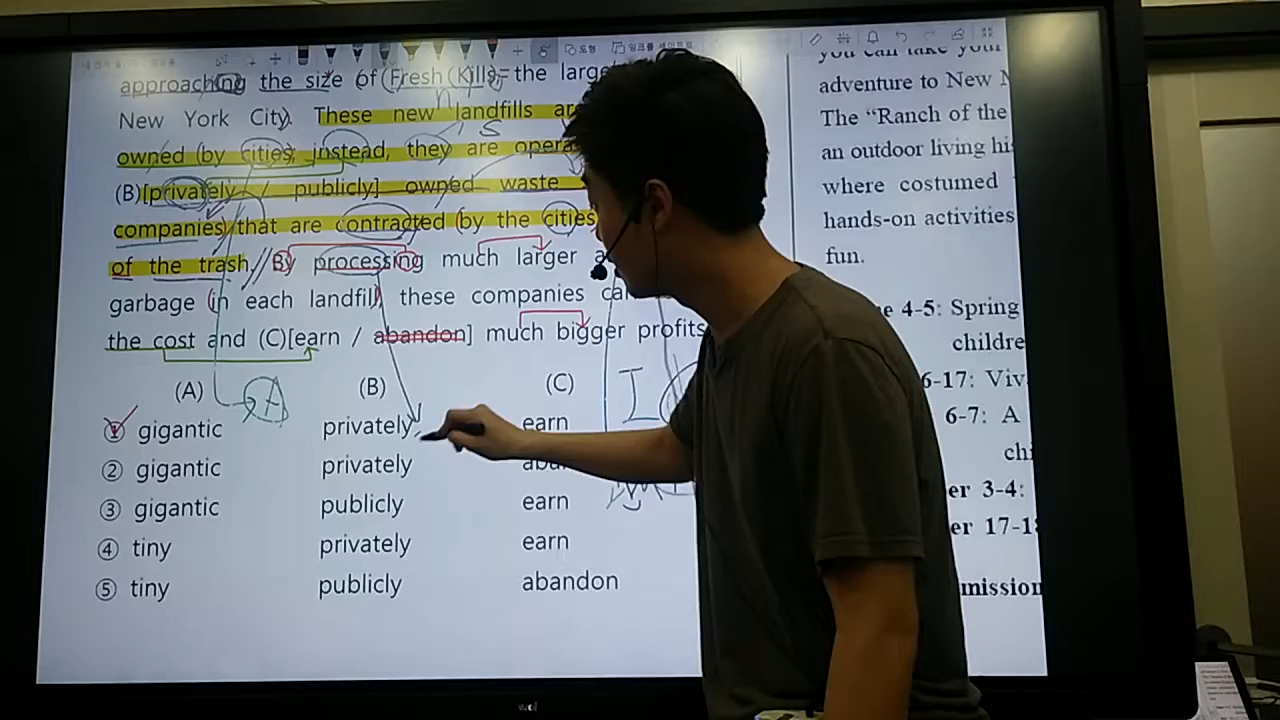 도형
approaching the size of (Fresh Kills, the large
New York City). These new landfills are
owned (by cities), instead, they are opera
(B)[privately / publicly] owned waste
companies that are contracted (by the cities)
of the trash. By processing much larger a
garbage (in each landfill), these companies ca
the cost and (C)[earn / abandon] much bigger profits
(A) (B) (C)
① gigantic privately earn
② gigantic privately
③ gigantic publicly earn
④ tiny privately earn
⑤ tiny publicly abandon
A
n
S
I
you can take your
adventure to New M
The “Ranch of the
an outdoor living his
where costumed
hands-on activities
fun.
e 4-5: Spring
childre
6-17: Viv
6-7: A
chi
er 3-4:
er 17-18
mission